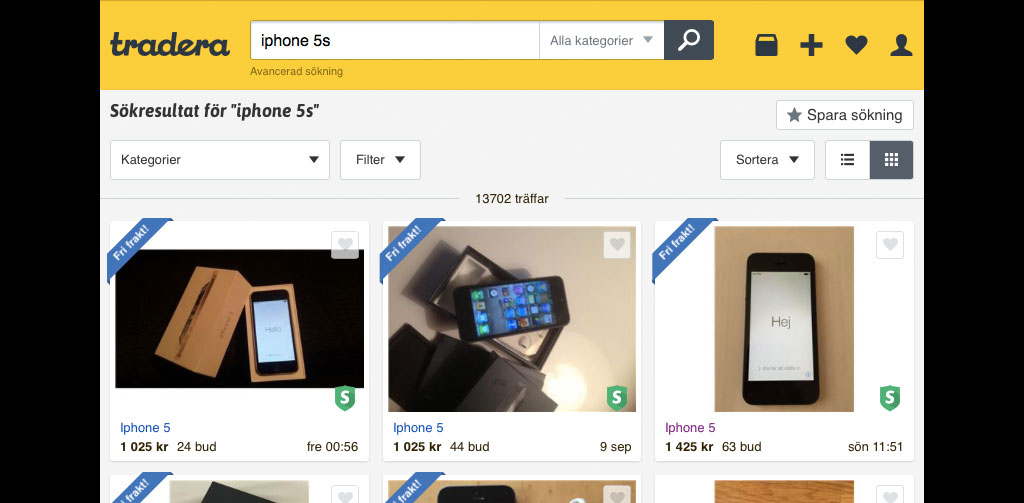 tradera
iphone 5s
Alla kategorier
Avancerad sökning
Sökresultat för "iphone 5s"
Spara sökning
Kategorier
Filter
Sortera
13702 träffar
Fri frakt!
Fri frakt!
Fri frakt!
Hello
Hej
S
S
S
Iphone 5
1 025 kr 24 bud fre 00:56
Iphone 5
1 025 kr 44 bud 9 sep
Iphone 5
1 425 kr 63 bud sön 11:51
Fri frakt!
Fri frakt!
Fri frakt!